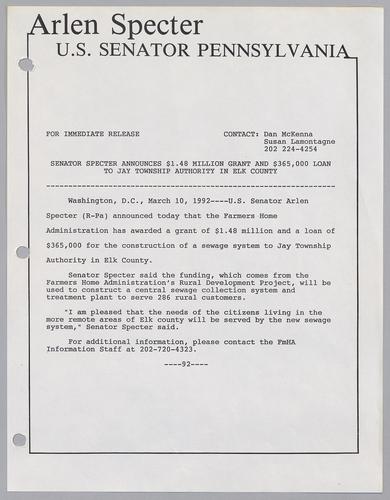 Arlen Specter
U.S. SENATOR PENNSYLVANIA
FOR IMMEDIATE RELEASE CONTACT: Dan McKenna
Susan Lamontagne
202 224-4254
SENATOR SPECTER ANNOUNCES $1.48 MILLION GRANT AND $365,000 LOAN
TO JAY TOWNSHIP AUTHORITY IN ELK COUNTY
Washington, D.C., March 10, 1992----U.S. Senator Arlen
Specter (R-Pa) announced today that the Farmers Home
Administration has awarded a grant of $1.48 million and a loan of
$365,000 for the construction of a sewage system to Jay Township
Authority in Elk County.
Senator Specter said the funding, which comes from the
Farmers Home Administration's Rural Development Project, will be
used to construct a central sewage collection system and
treatment plant to serve 286 rural customers.
"I am pleased that the needs of the citizens living in the
more remote areas of Elk county will be served by the new sewage
system," Senator Specter said.
For additional information, please contact the FmHA
Information Staff at 202-720-4323.
----92----